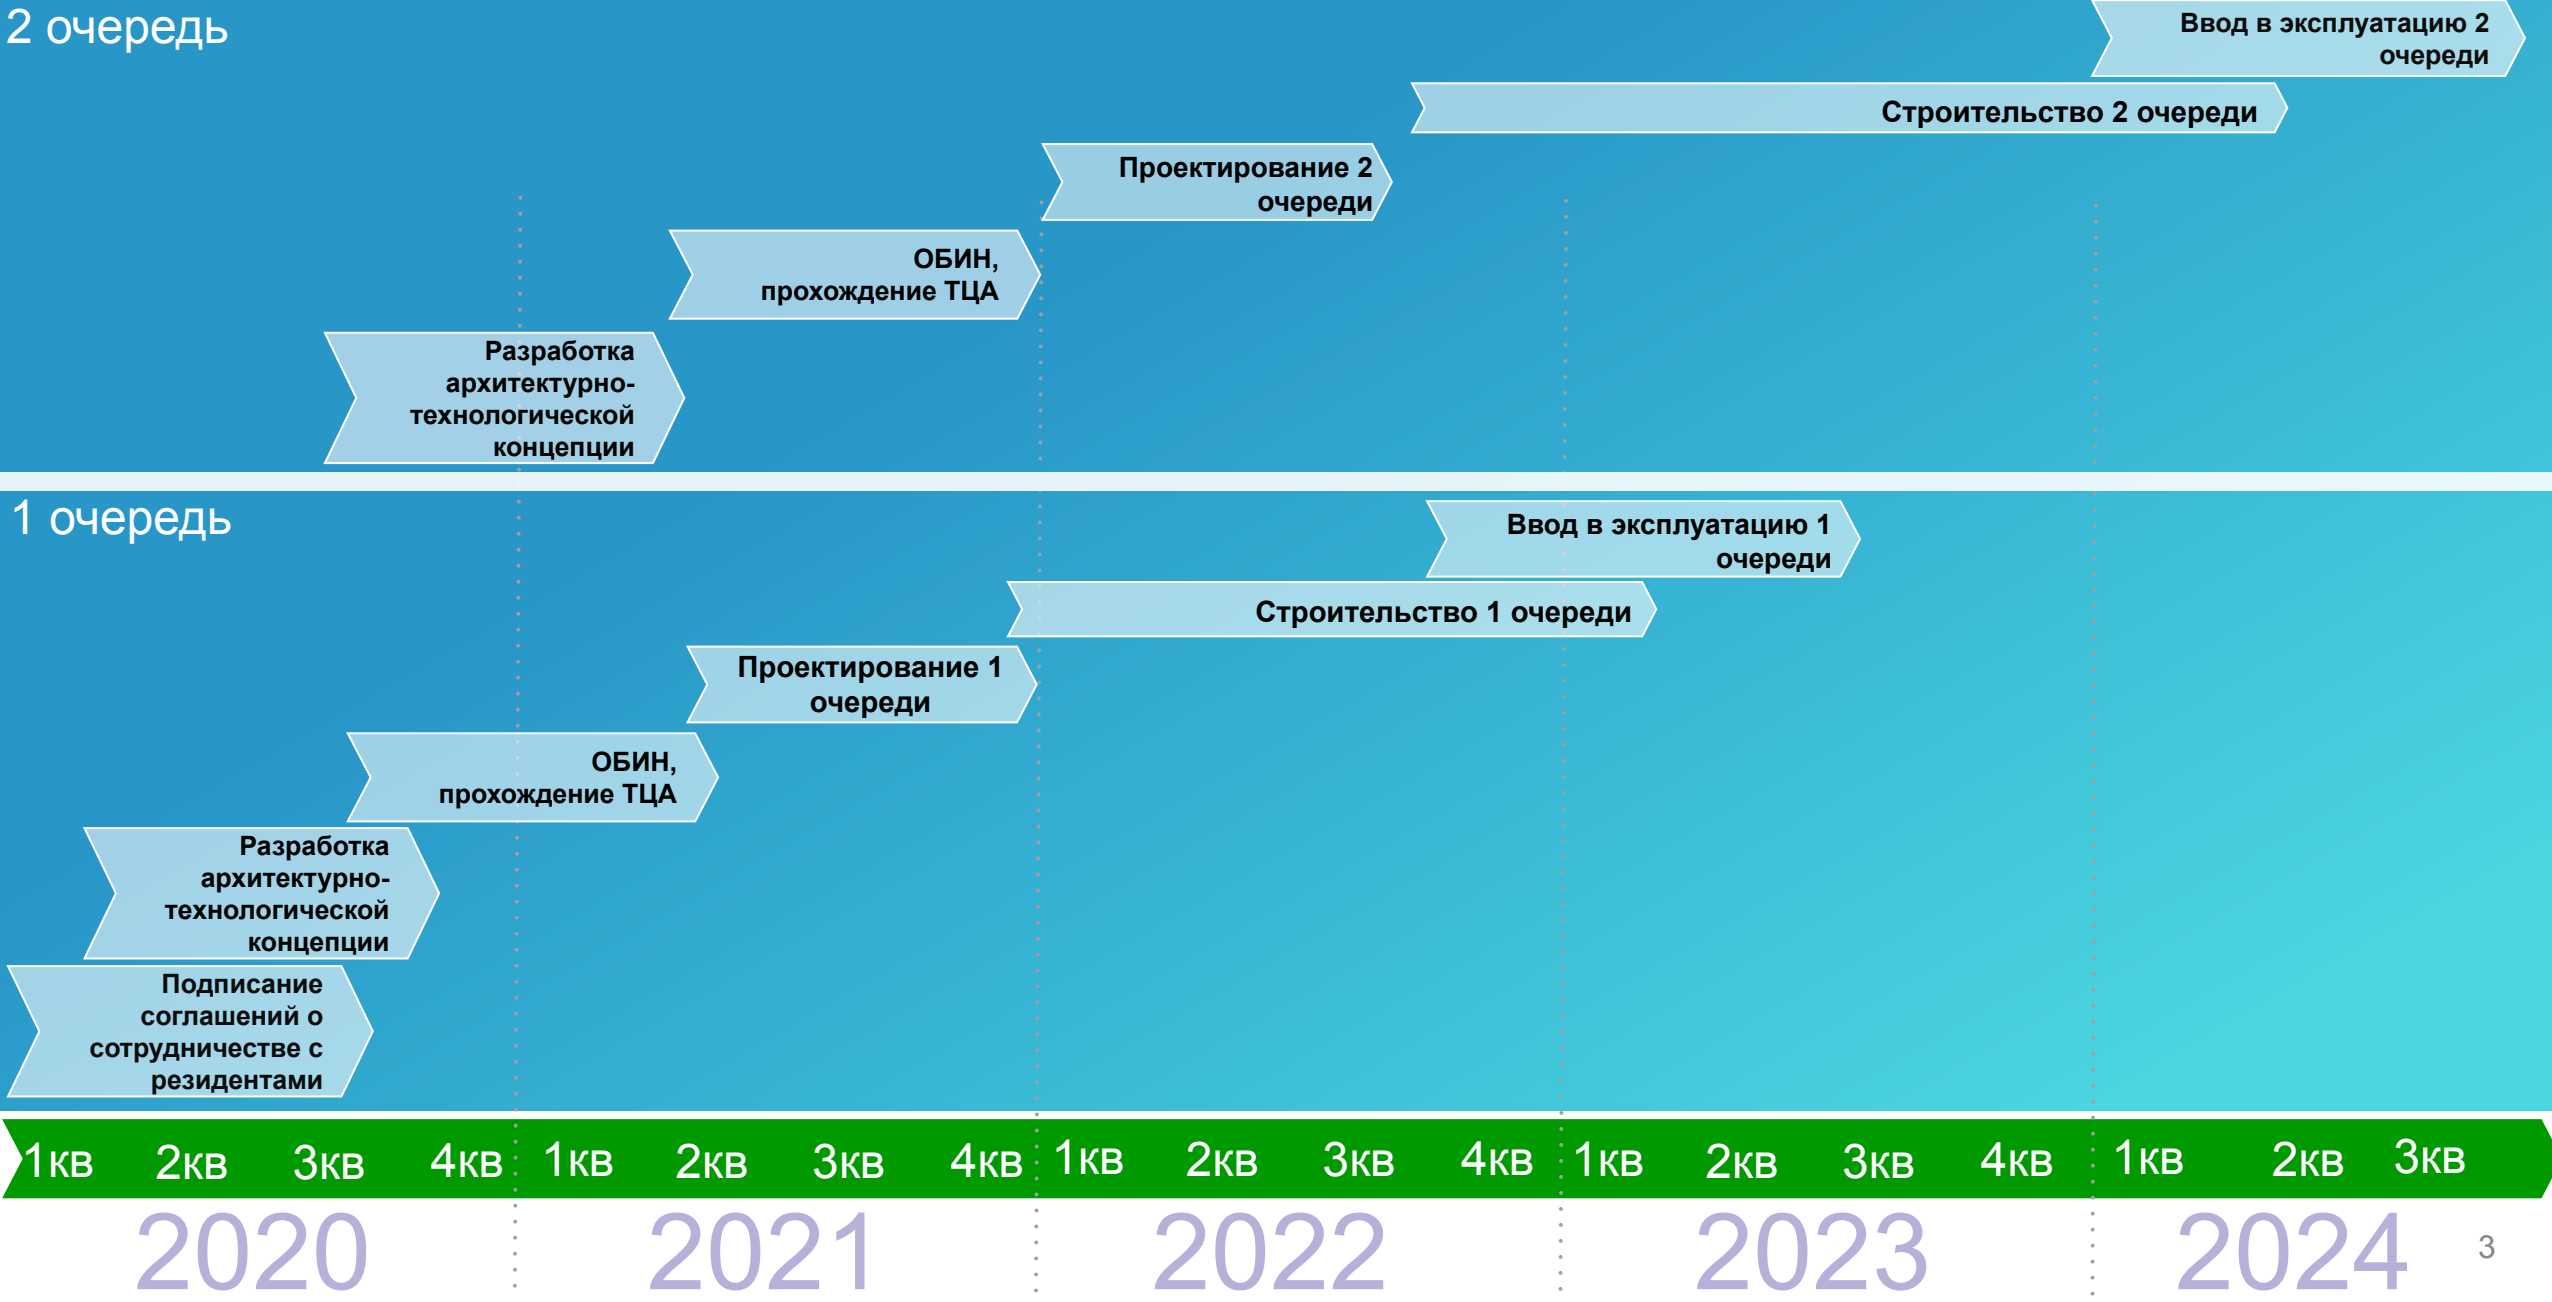 2 очередь
Ввод в эксплуатацию 2
очереди
Строительство 2 очереди
Проектирование 2
очереди
ОБИН,
прохождение ТЦА
Разработка
архитектурно-
технологической
концепции
1 очередь
Ввод в эксплуатацию 1
очереди
Строительство 1 очереди
Проектирование 1
очереди
ОБИН,
прохождение ТЦА
Разработка
архитектурно-
технологической
концепции
Подписание
соглашений о
сотрудничестве с
резидентами
1кв 2кв 3кв 4кв 1кв 2кв 3кв 4кв 1кв 2кв 3кв 4кв 1кв 2кв 3кв 4кв 1кв 2кв 3кв
2020 2021 2022 2023 2024 3